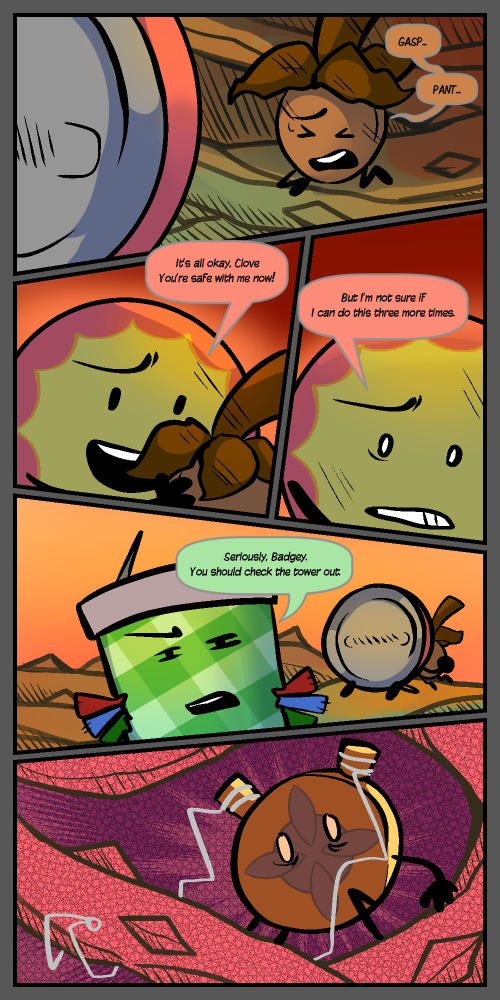 GASP...
PANT...
It's all okay, Clove
You're safe with me now!
But I'm not sure if
I can do this three more times.
Seriously, Badgey.
You should check the tower out.